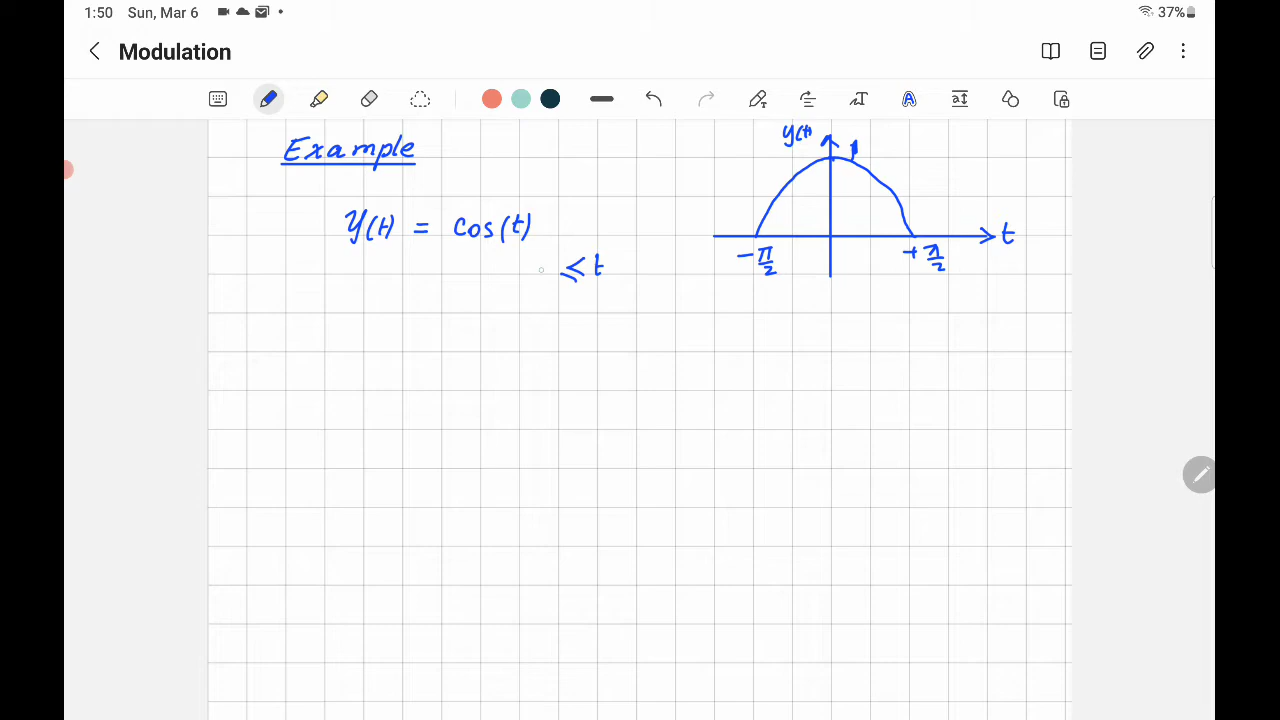 1:50 Sun, Mar 6
37%
Modulation
Example
y(t)
1
Y(t) = cos(t)
t
-π/2
+π/2
≤ t